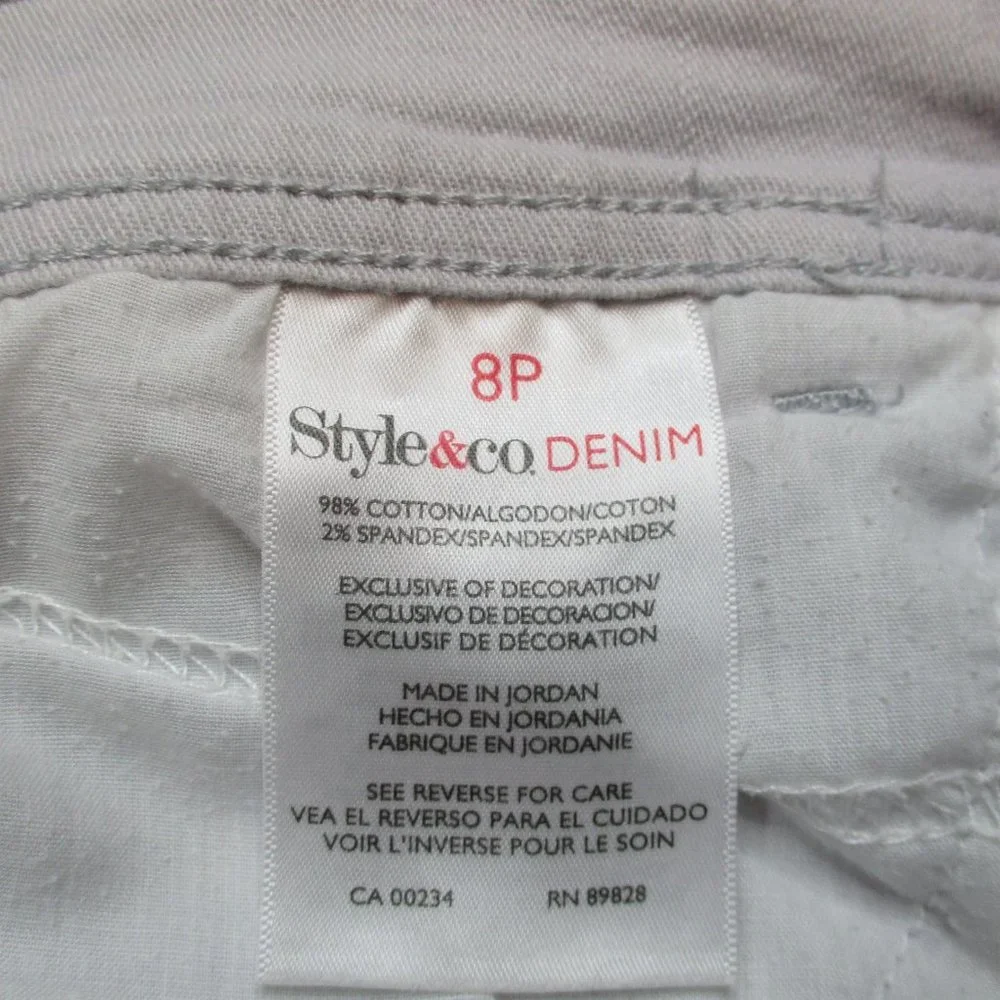 8P
Style&co. DENIM
98% COTTON/ALGODON/COTON
2% SPANDEX/SPANDEX/SPANDEX
EXCLUSIVE OF DECORATION/
EXCLUSIVO DE DECORACION/
EXCLUSIF DE DÉCORATION
MADE IN JORDAN
HECHO EN JORDANIA
FABRIQUE EN JORDANIE
SEE REVERSE FOR CARE
VEA EL REVERSO PARA EL CUIDADO
VOIR L'INVERSE POUR LE SOIN
CA 00234 RN 89828